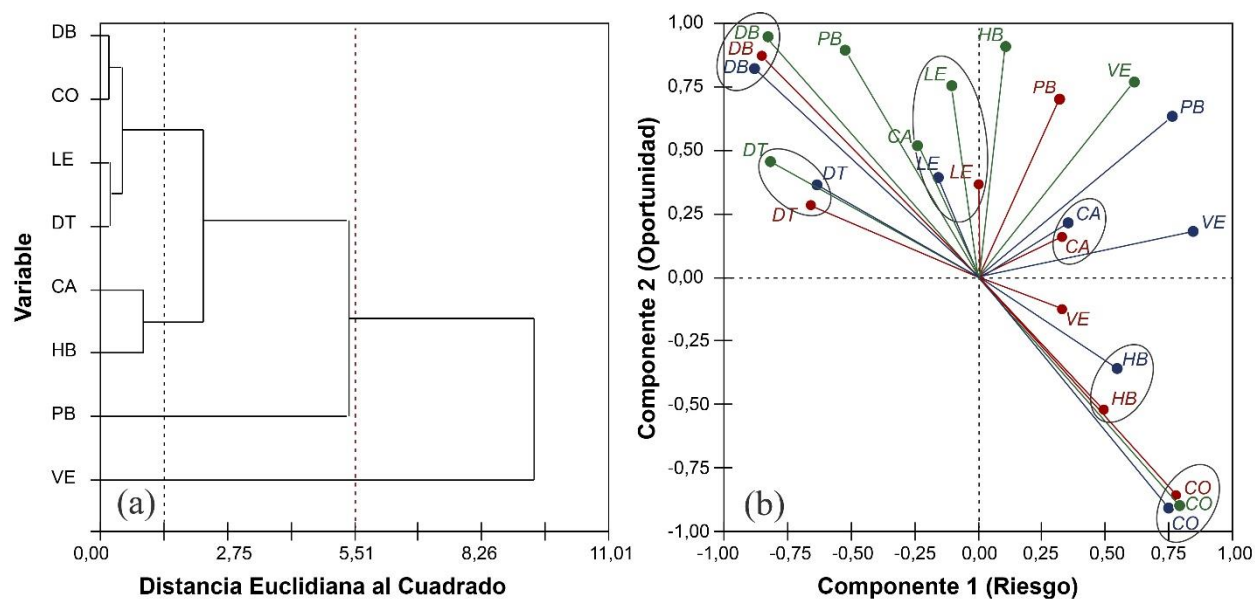 Variable
DB
CO
LE
DT
CA
HB
PB
VE
(a)
0,00 2,75 5,51 8,26 11,01
Distancia Euclidiana al Cuadrado
Componente 2 (Oportunidad)
1,00
0,75
0,50
0,25
0,00
-0,25
-0,50
-0,75
-1,00
DB
DB
DB
PB
HB
LE
VE
PB
PB
CA
DT
DT
LE
LE
DT
CA
CA
VE
VE
HB
HB
CO
CO
CO
(b)
-1,00 -0,75 -0,50 -0,25 0,00 0,25 0,50 0,75 1,00
Componente 1 (Riesgo)